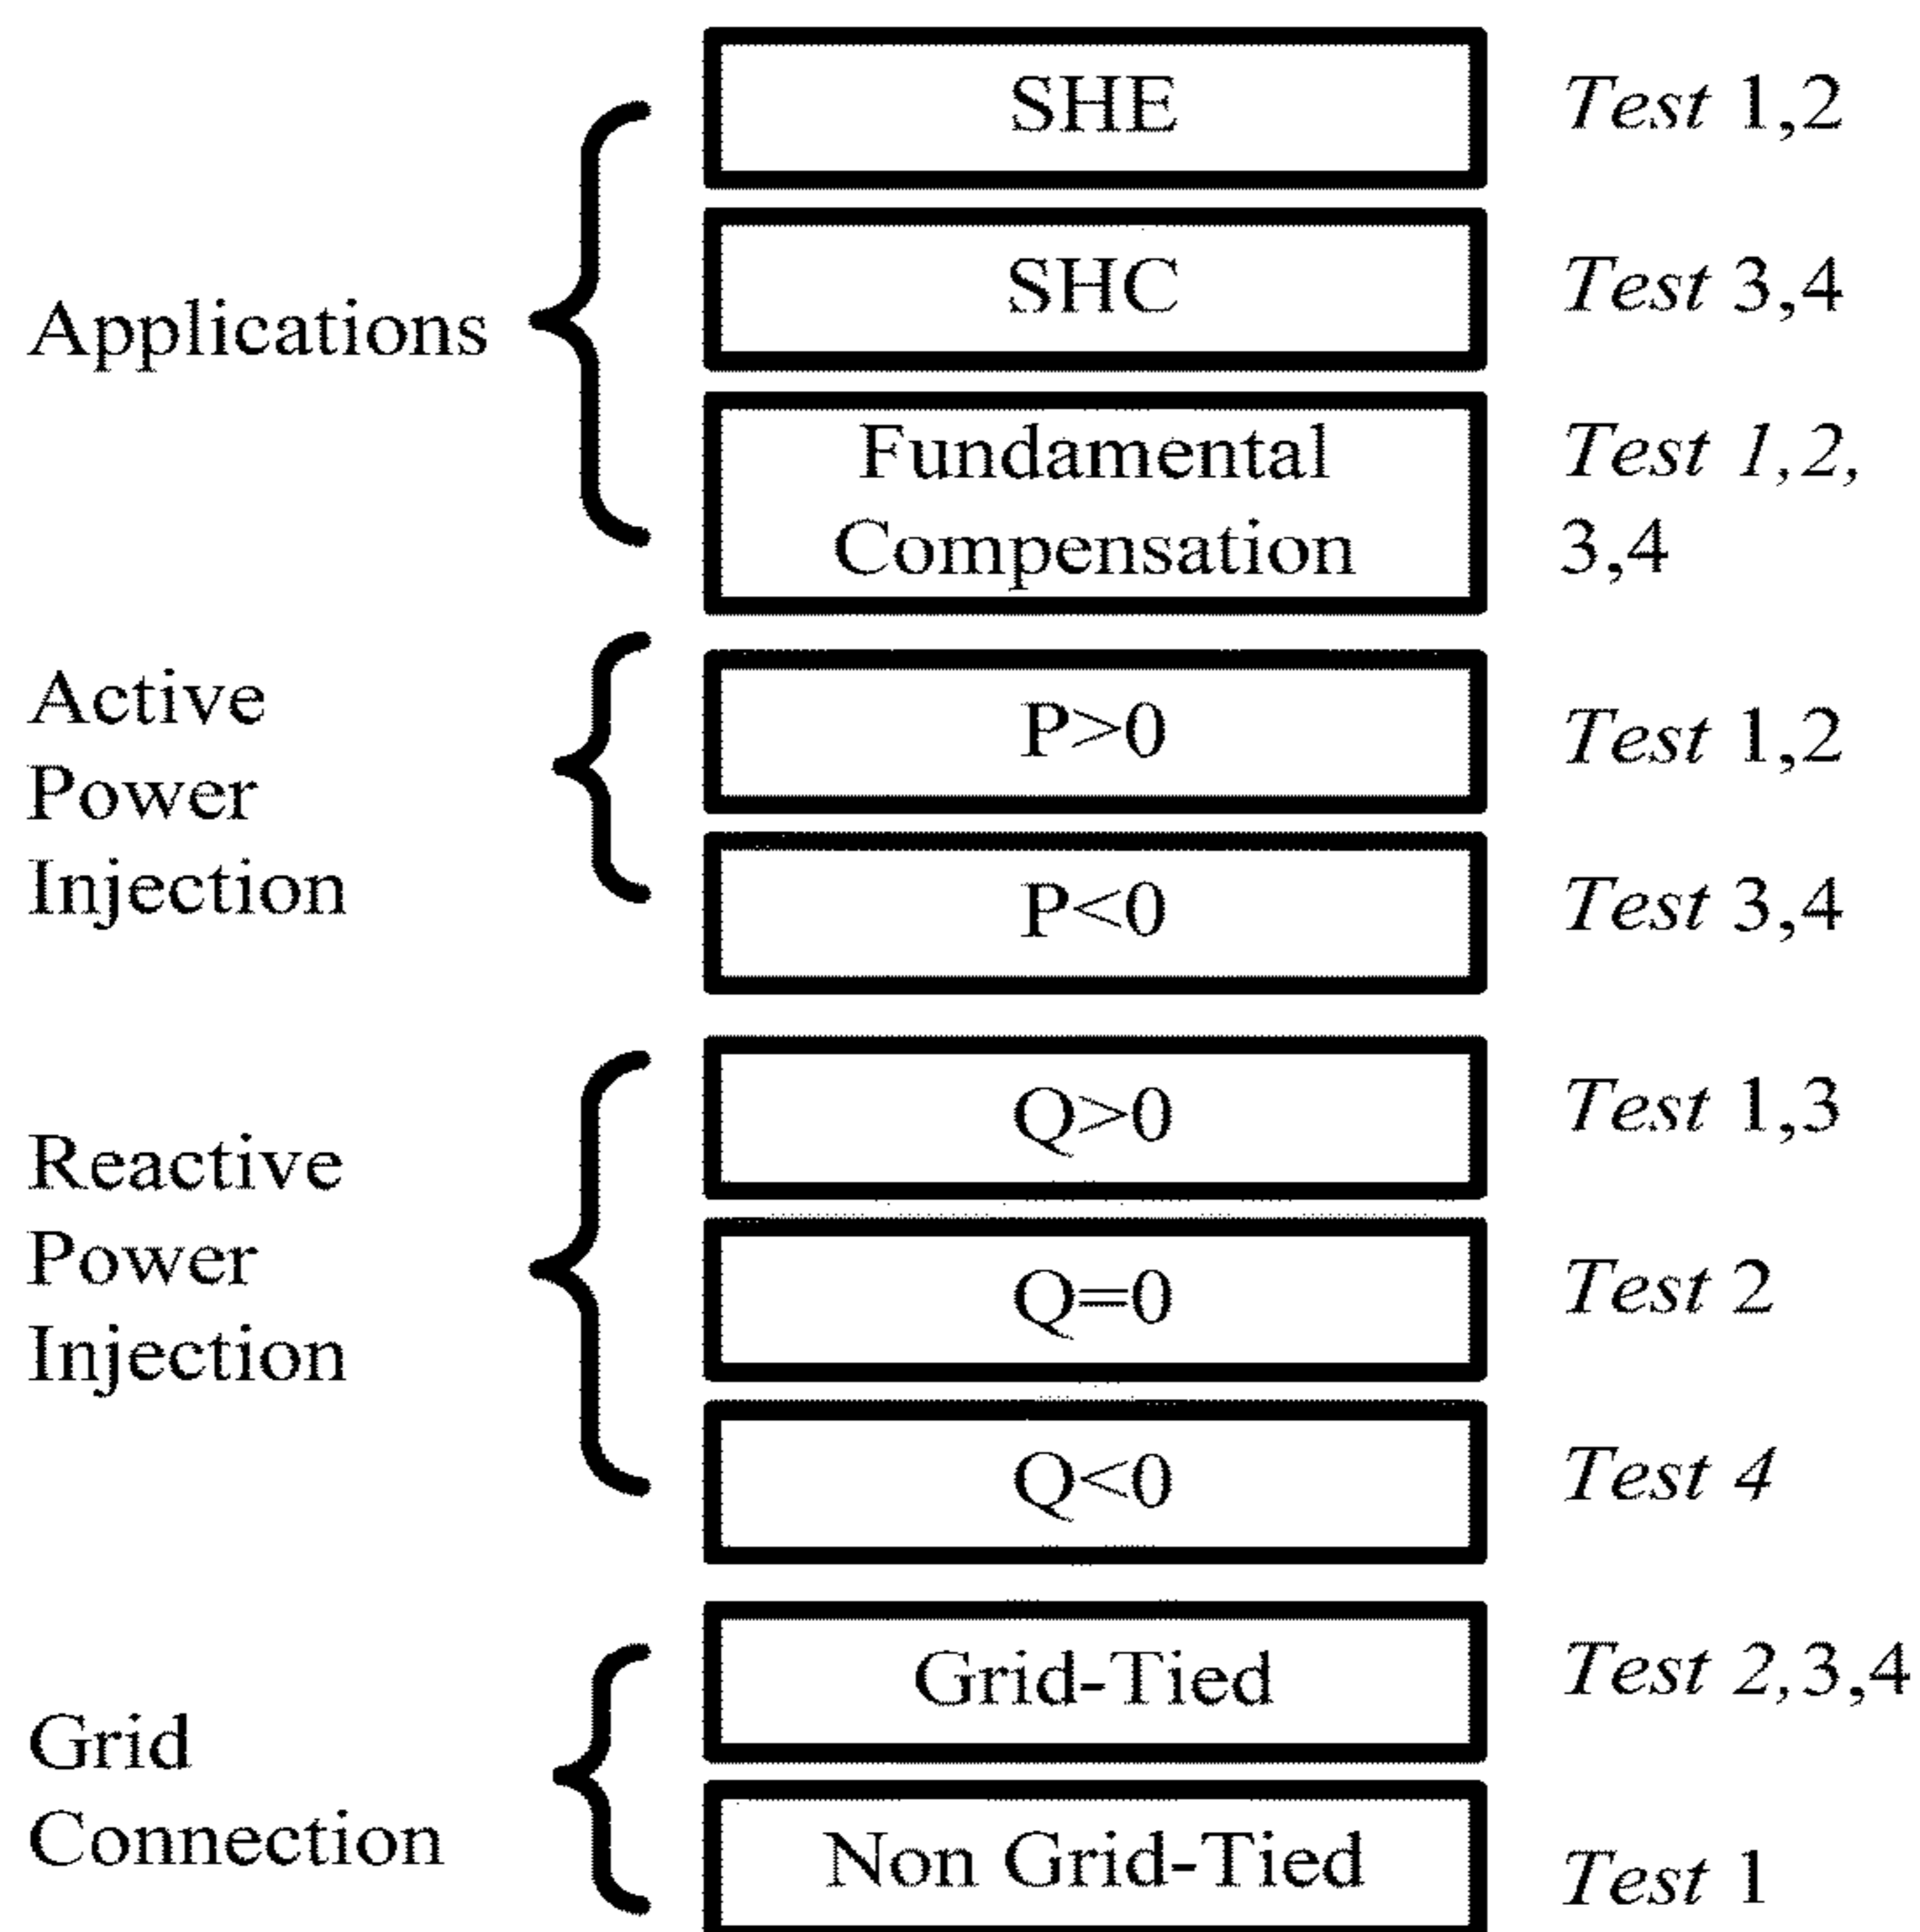 SHE
Test 1,2
SHC
Test 3,4
Applications
Fundamental
Compensation
Test 1,2,
3,4
Active
Power
Injection
P>0
Test 1,2
P<0
Test 3,4
Reactive
Power
Injection
Q>0
Test 1,3
Q=0
Test 2
Q<0
Test 4
Grid
Connection
Grid-Tied
Test 2,3,4
Non Grid-Tied
Test 1